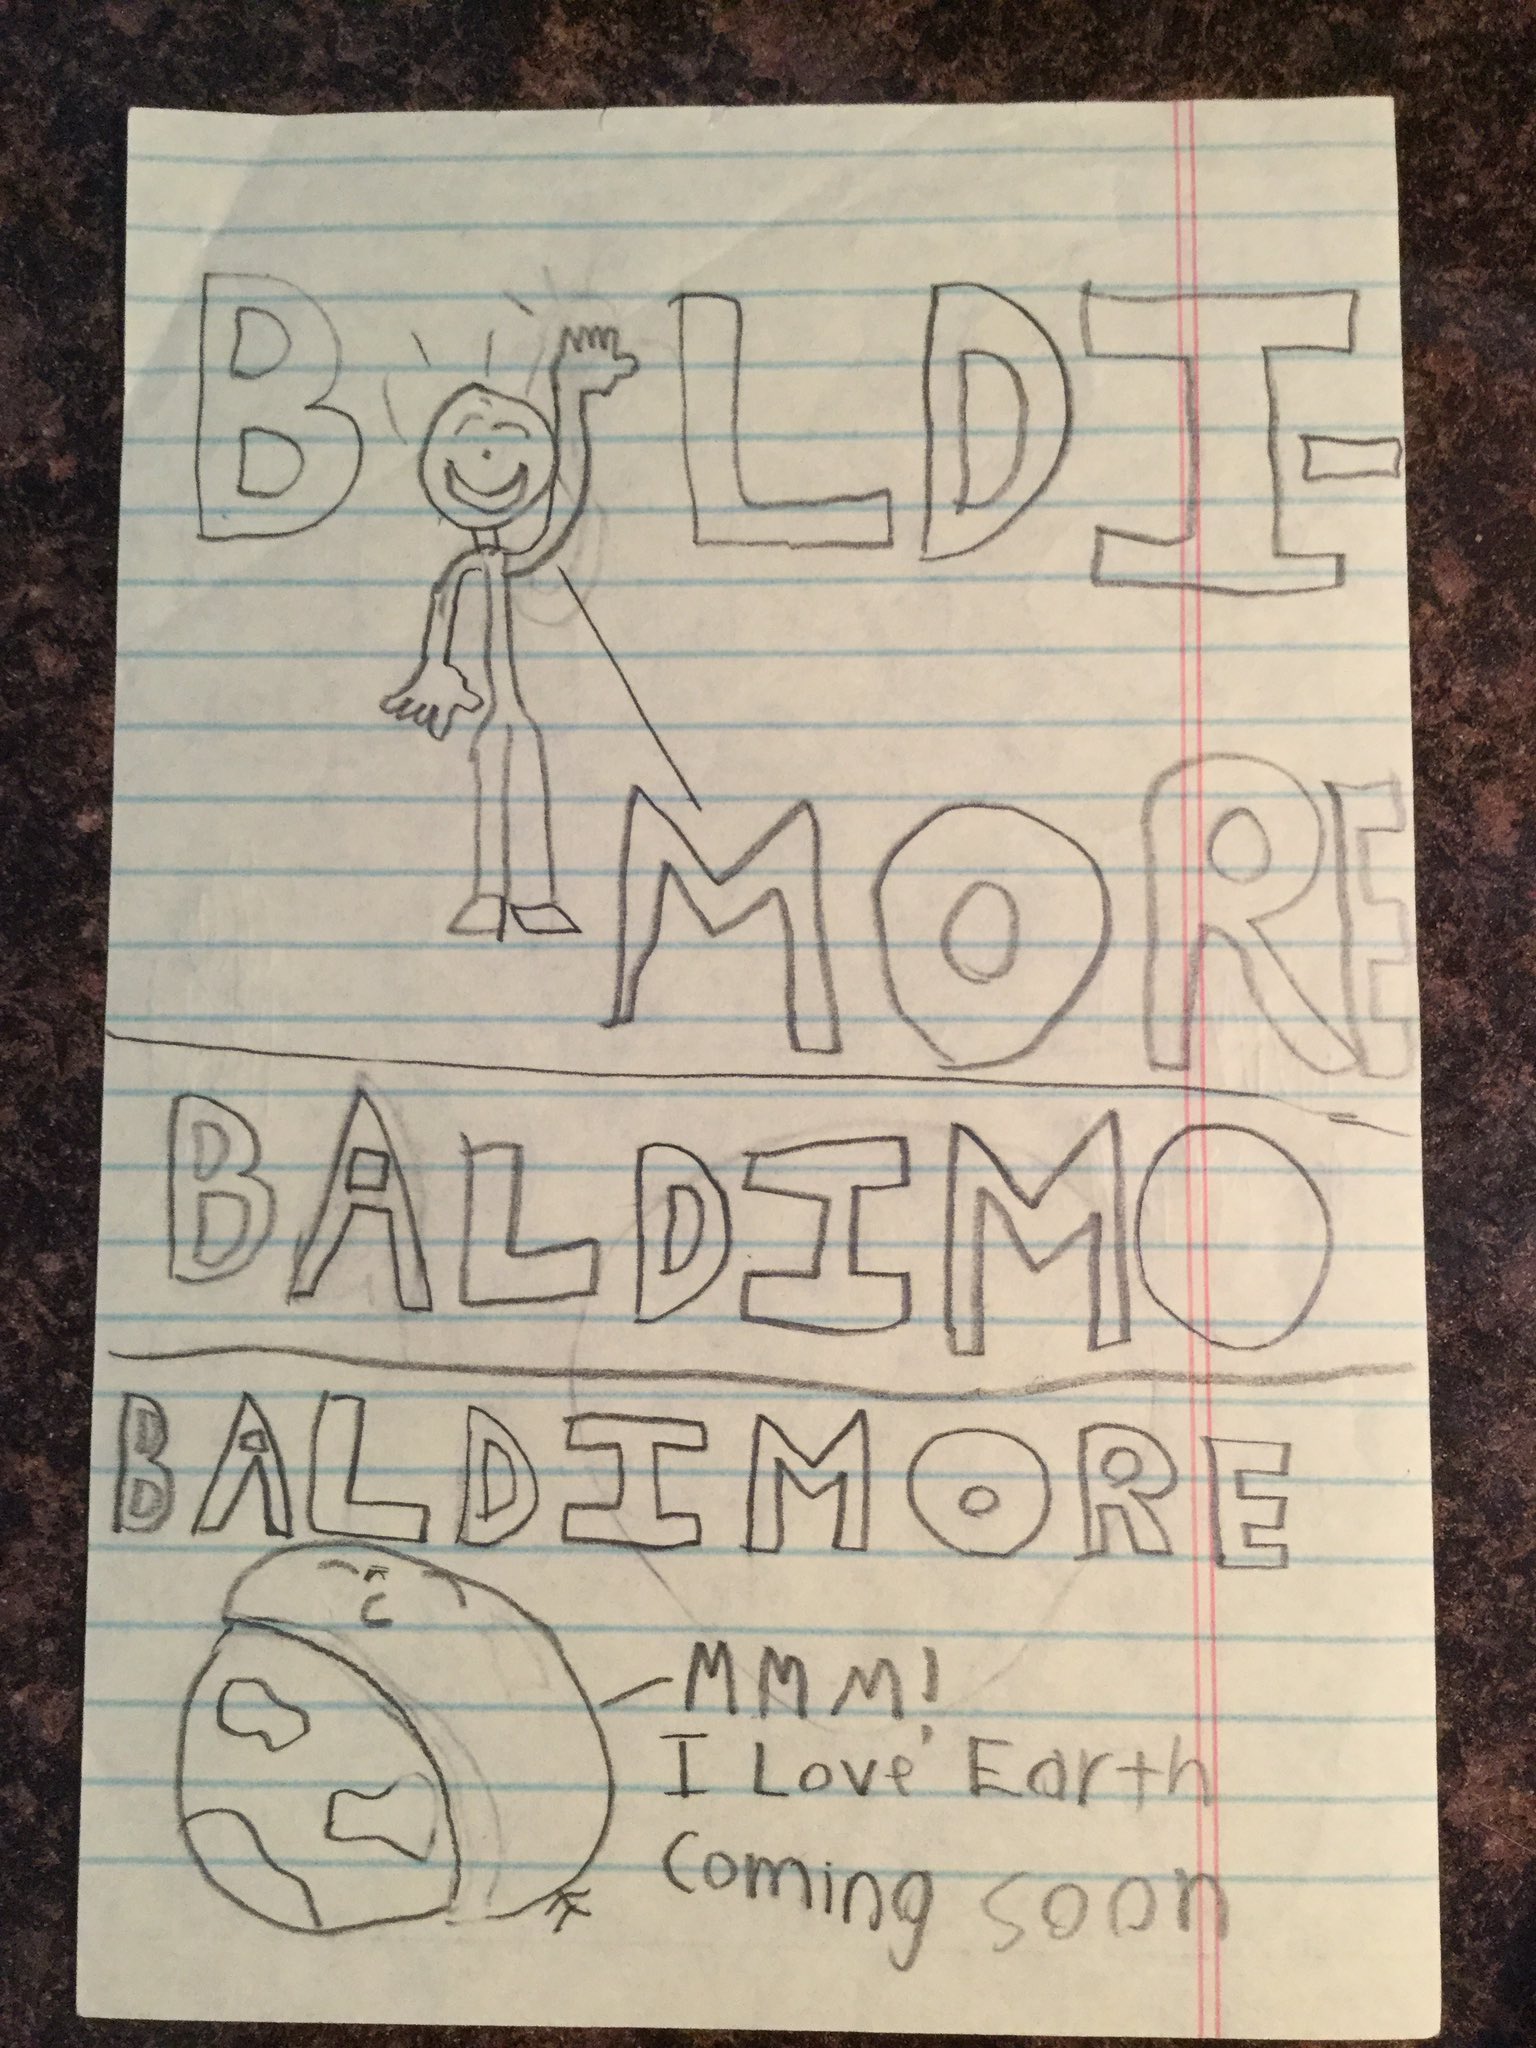 B LDI-
MORE
BALDIMO
BALDIMORE
MMM!
I Love Earth
Coming soon